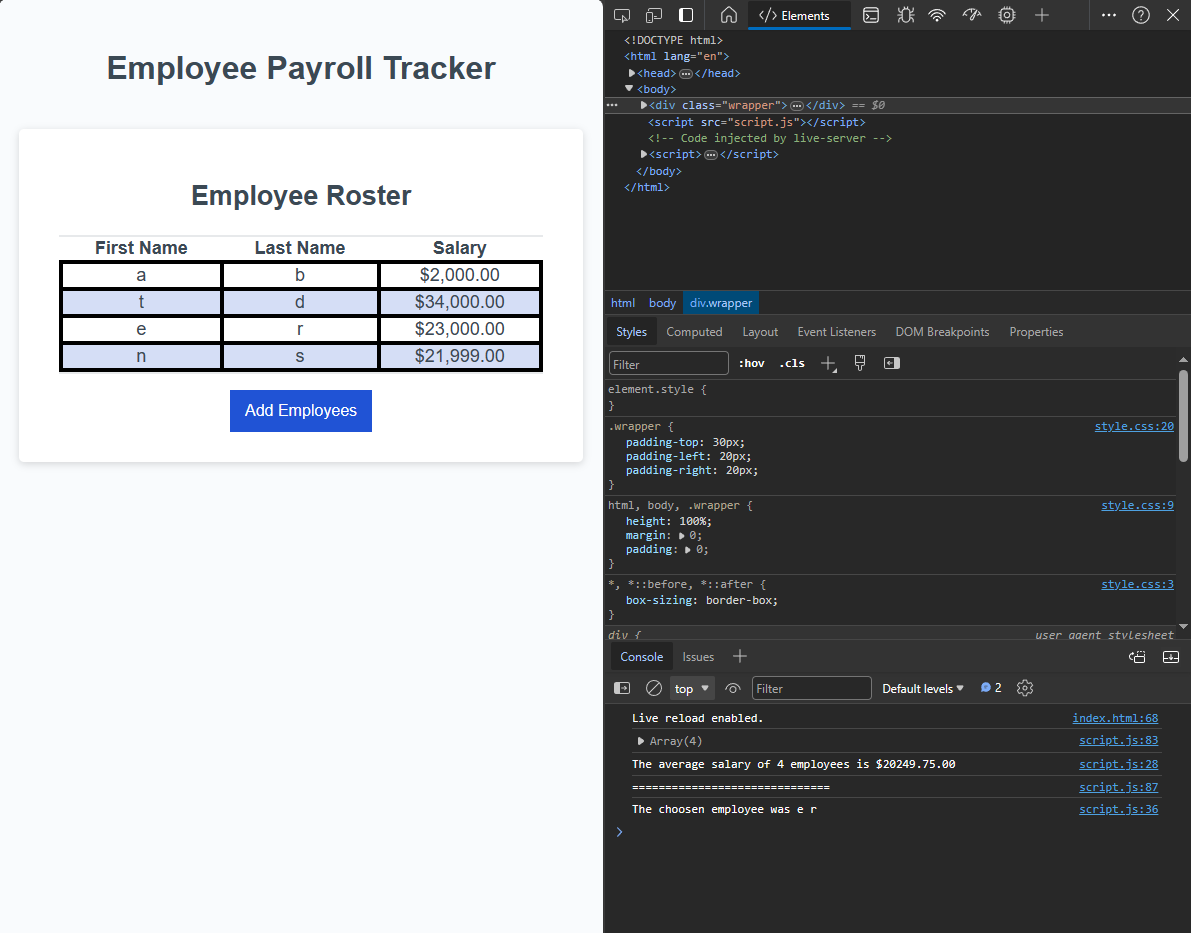 Employee Payroll Tracker
Employee Roster
First Name Last Name Salary
a b $2,000.00
t d $34,000.00
e r $23,000.00
n s $21,999.00
Add Employees
</> Elements
<!DOCTYPE html>
<html lang="en">
<head> … </head>
<body>
… <div class="wrapper"> … </div> == $0
<script src="script.js"></script>
<!-- Code injected by live-server -->
<script> … </script>
</body>
</html>
html body div.wrapper
Styles Computed Layout Event Listeners DOM Breakpoints Properties
Filter :hov .cls
element.style {
}
.wrapper { style.css:20
padding-top: 30px;
padding-left: 20px;
padding-right: 20px;
}
html, body, .wrapper { style.css:9
height: 100%;
margin: 0;
padding: 0;
}
*, *::before, *::after { style.css:3
box-sizing: border-box;
}
div { user agent stylesheet
Console Issues
top Filter Default levels 2
Live reload enabled. index.html:68
Array(4) script.js:83
The average salary of 4 employees is $20249.75.00 script.js:28
============================== script.js:87
The choosen employee was e r script.js:36